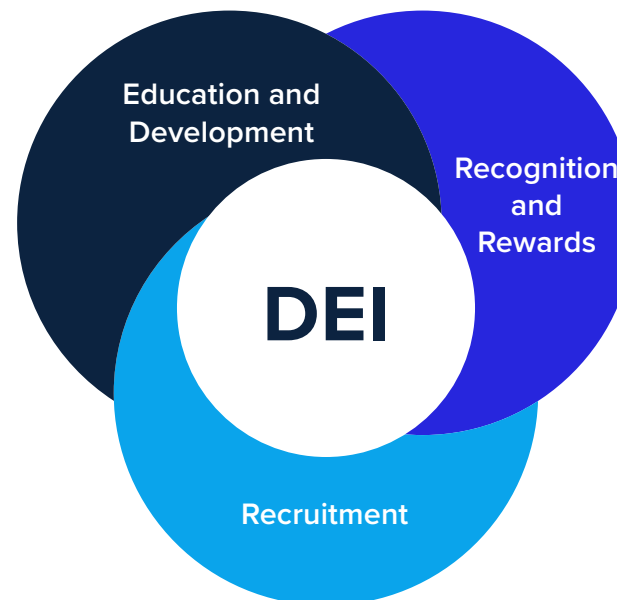 Education and
Development
Recognition
and
Rewards
DEI
Recruitment